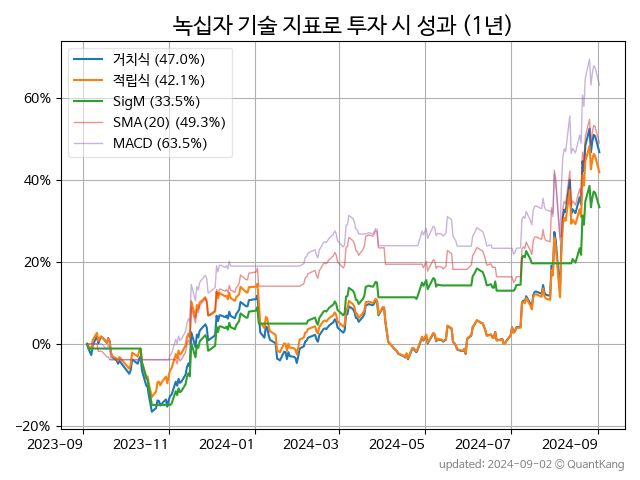 녹십자 기술 지표로 투자 시 성과 (1년)
거치식 (47.0%)
적립식 (42.1%)
SigM (33.5%)
SMA(20) (49.3%)
MACD (63.5%)
60%
40%
20%
0%
−20%
2023-09 2023-11 2024-01 2024-03 2024-05 2024-07 2024-09
updated: 2024-09-02 © QuantKang